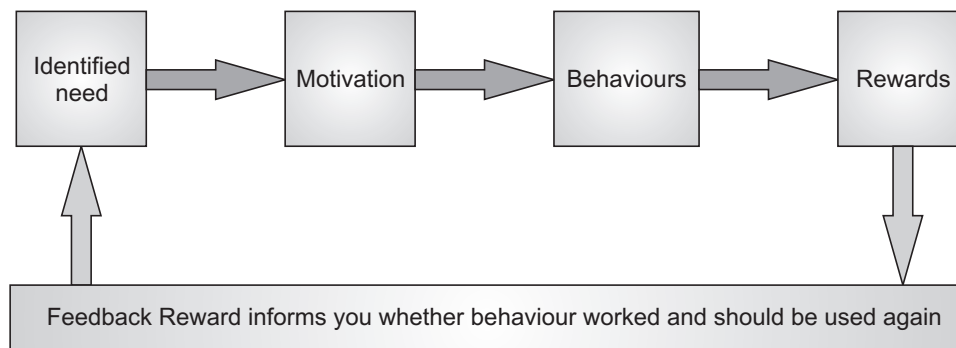 Identified
need
Motivation
Behaviours
Rewards
Feedback Reward informs you whether behaviour worked and should be used again